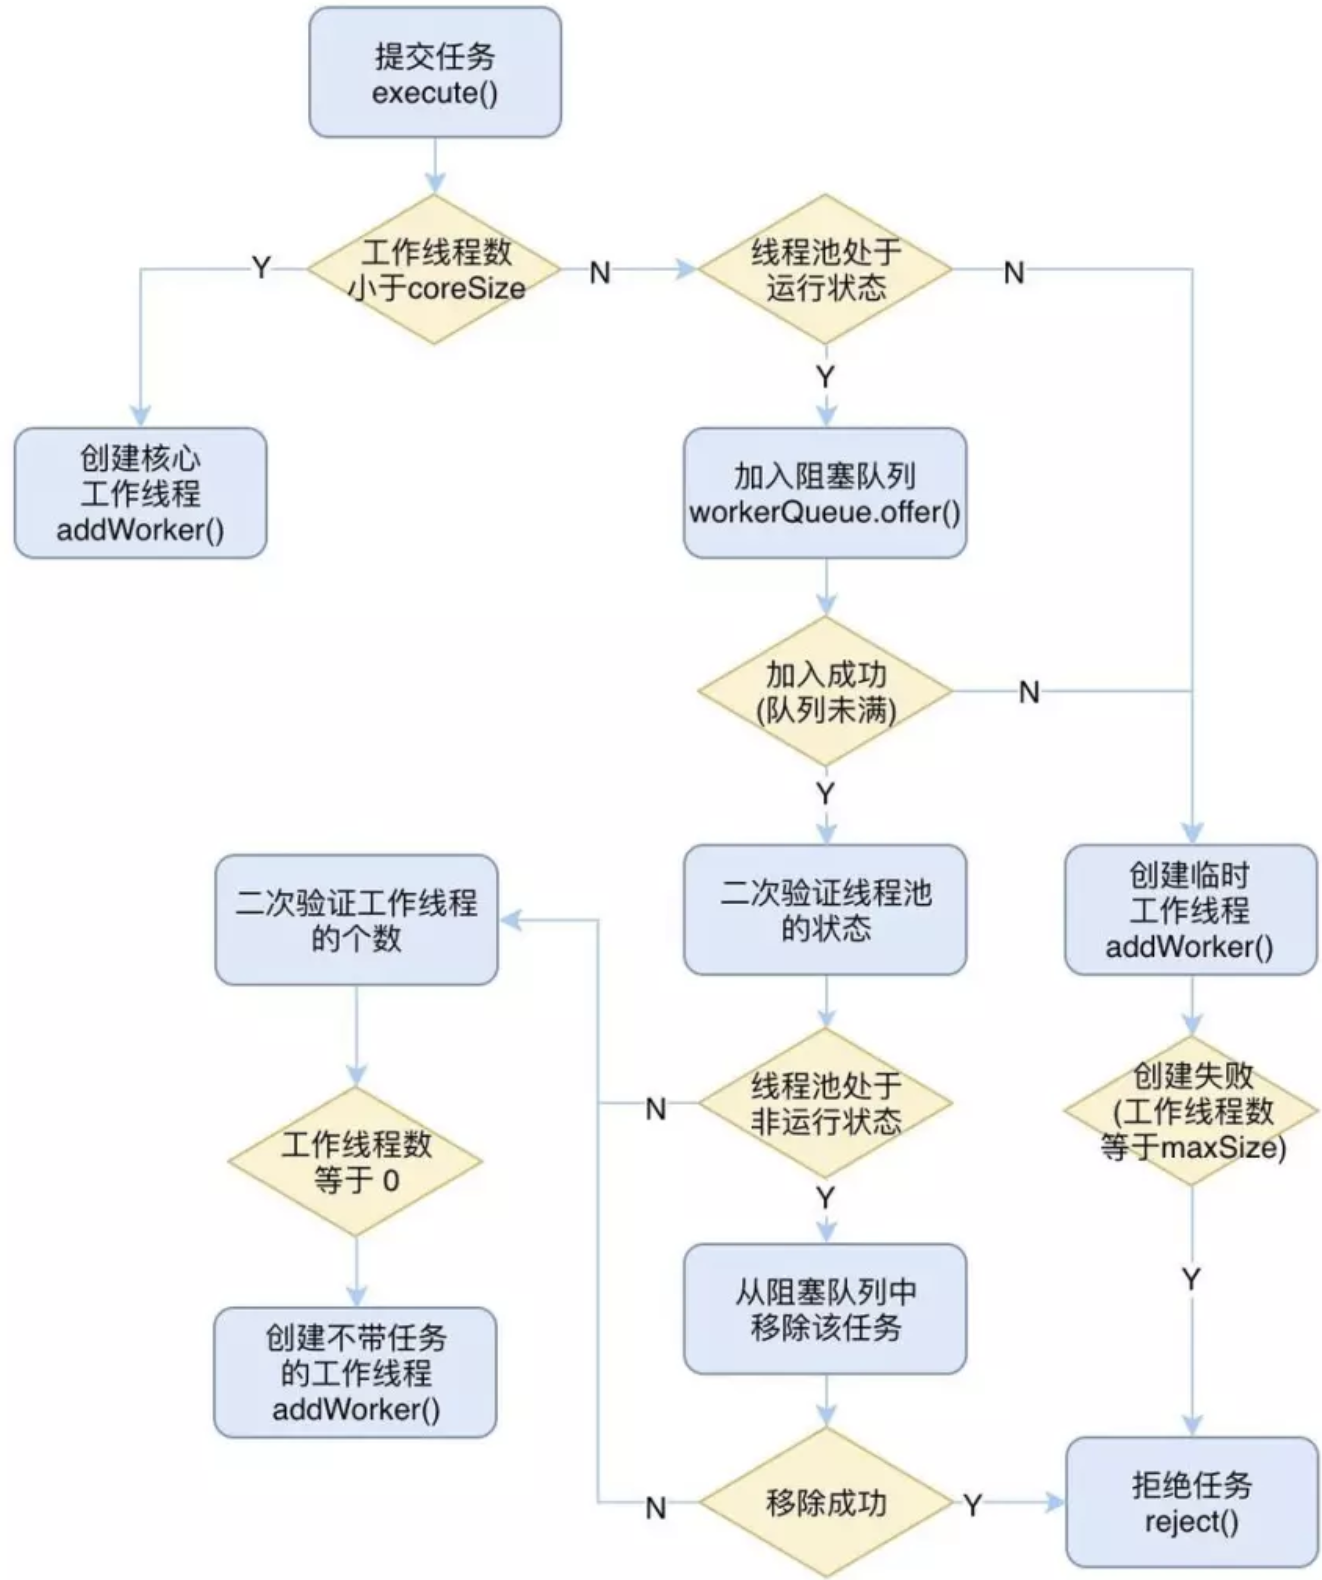 提交任务
execute()
工作线程数
小于coreSize
Y
N
线程池处于
运行状态
N
Y
创建核心
工作线程
addWorker()
加入阻塞队列
workerQueue.offer()
加入成功
(队列未满)
N
Y
二次验证工作线程
的个数
二次验证线程池
的状态
创建临时
工作线程
addWorker()
线程池处于
非运行状态
N
Y
创建失败
(工作线程数
等于maxSize)
Y
工作线程数
等于 0
创建不带任务
的工作线程
addWorker()
从阻塞队列中
移除该任务
移除成功
N
Y
拒绝任务
reject()